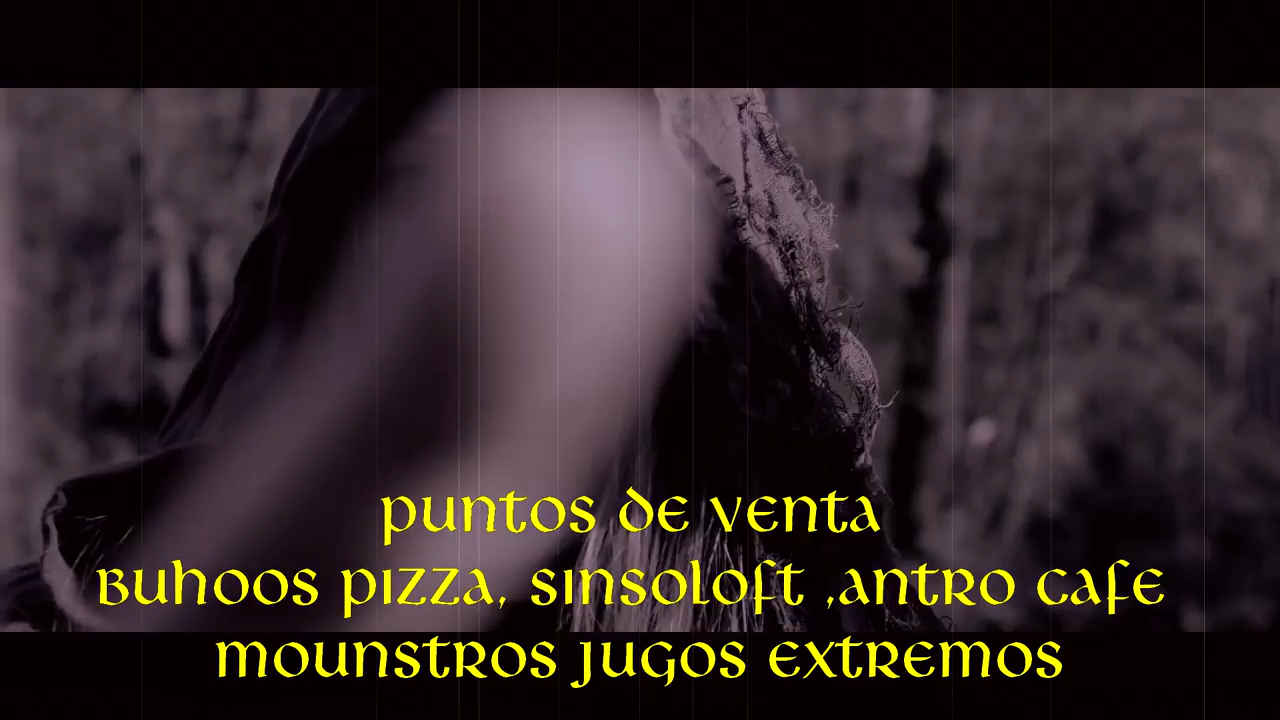 puntos de venta
Buhoos pizza, sinsoloft ,antro cafe
mounstros jugos extremos